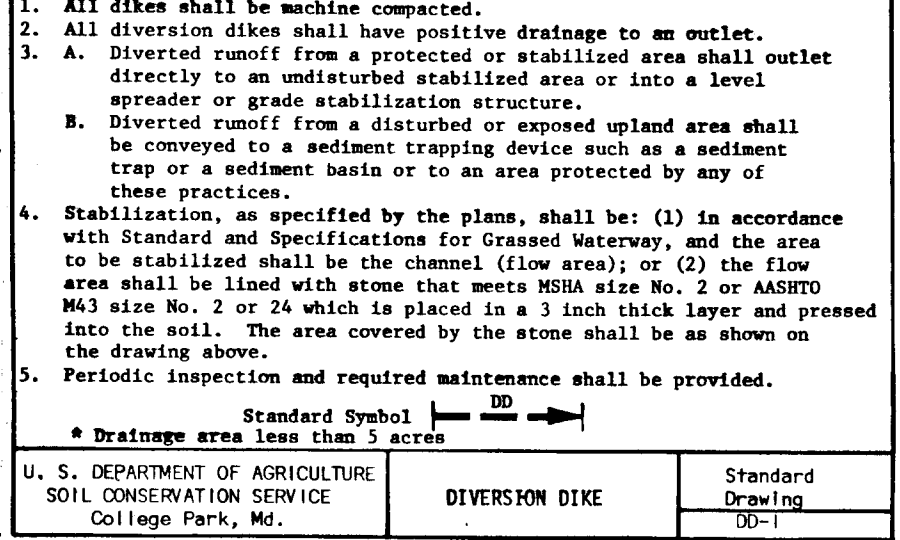 1. All dikes shall be machine compacted.
2. All diversion dikes shall have positive drainage to an outlet.
3. A. Diverted runoff from a protected or stabilized area shall outlet
directly to an undisturbed stabilized area or into a level
spreader or grade stabilization structure.
B. Diverted runoff from a disturbed or exposed upland area shall
be conveyed to a sediment trapping device such as a sediment
trap or a sediment basin or to an area protected by any of
these practices.
4. Stabilization, as specified by the plans, shall be: (1) in accordance
with Standard and Specifications for Grassed Waterway, and the area
to be stabilized shall be the channel (flow area); or (2) the flow
area shall be lined with stone that meets MSHA size No. 2 or AASHTO
M43 size No. 2 or 24 which is placed in a 3 inch thick layer and pressed
into the soil. The area covered by the stone shall be as shown on
the drawing above.
5. Periodic inspection and required maintenance shall be provided.
DD
Standard Symbol
* Drainage area less than 5 acres
U. S. DEPARTMENT OF AGRICULTURE
SOIL CONSERVATION SERVICE
College Park, Md.
DIVERSION DIKE
Standard
Drawing
DD-1